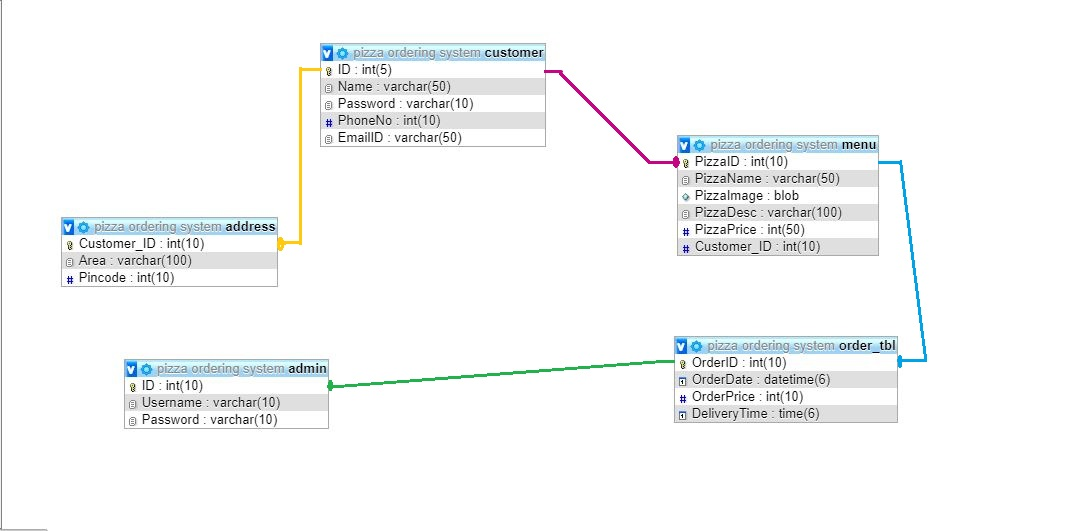 pizza ordering system customer
ID : int(5)
Name : varchar(50)
Password : varchar(10)
PhoneNo : int(10)
EmailID : varchar(50)
pizza ordering system menu
PizzaID : int(10)
PizzaName : varchar(50)
PizzaImage : blob
PizzaDesc : varchar(100)
PizzaPrice : int(50)
Customer_ID : int(10)
pizza ordering system address
Customer_ID : int(10)
Area : varchar(100)
Pincode : int(10)
pizza ordering system order_tbl
OrderID : int(10)
OrderDate : datetime(6)
OrderPrice : int(10)
DeliveryTime : time(6)
pizza ordering system admin
ID : int(10)
Username : varchar(10)
Password : varchar(10)